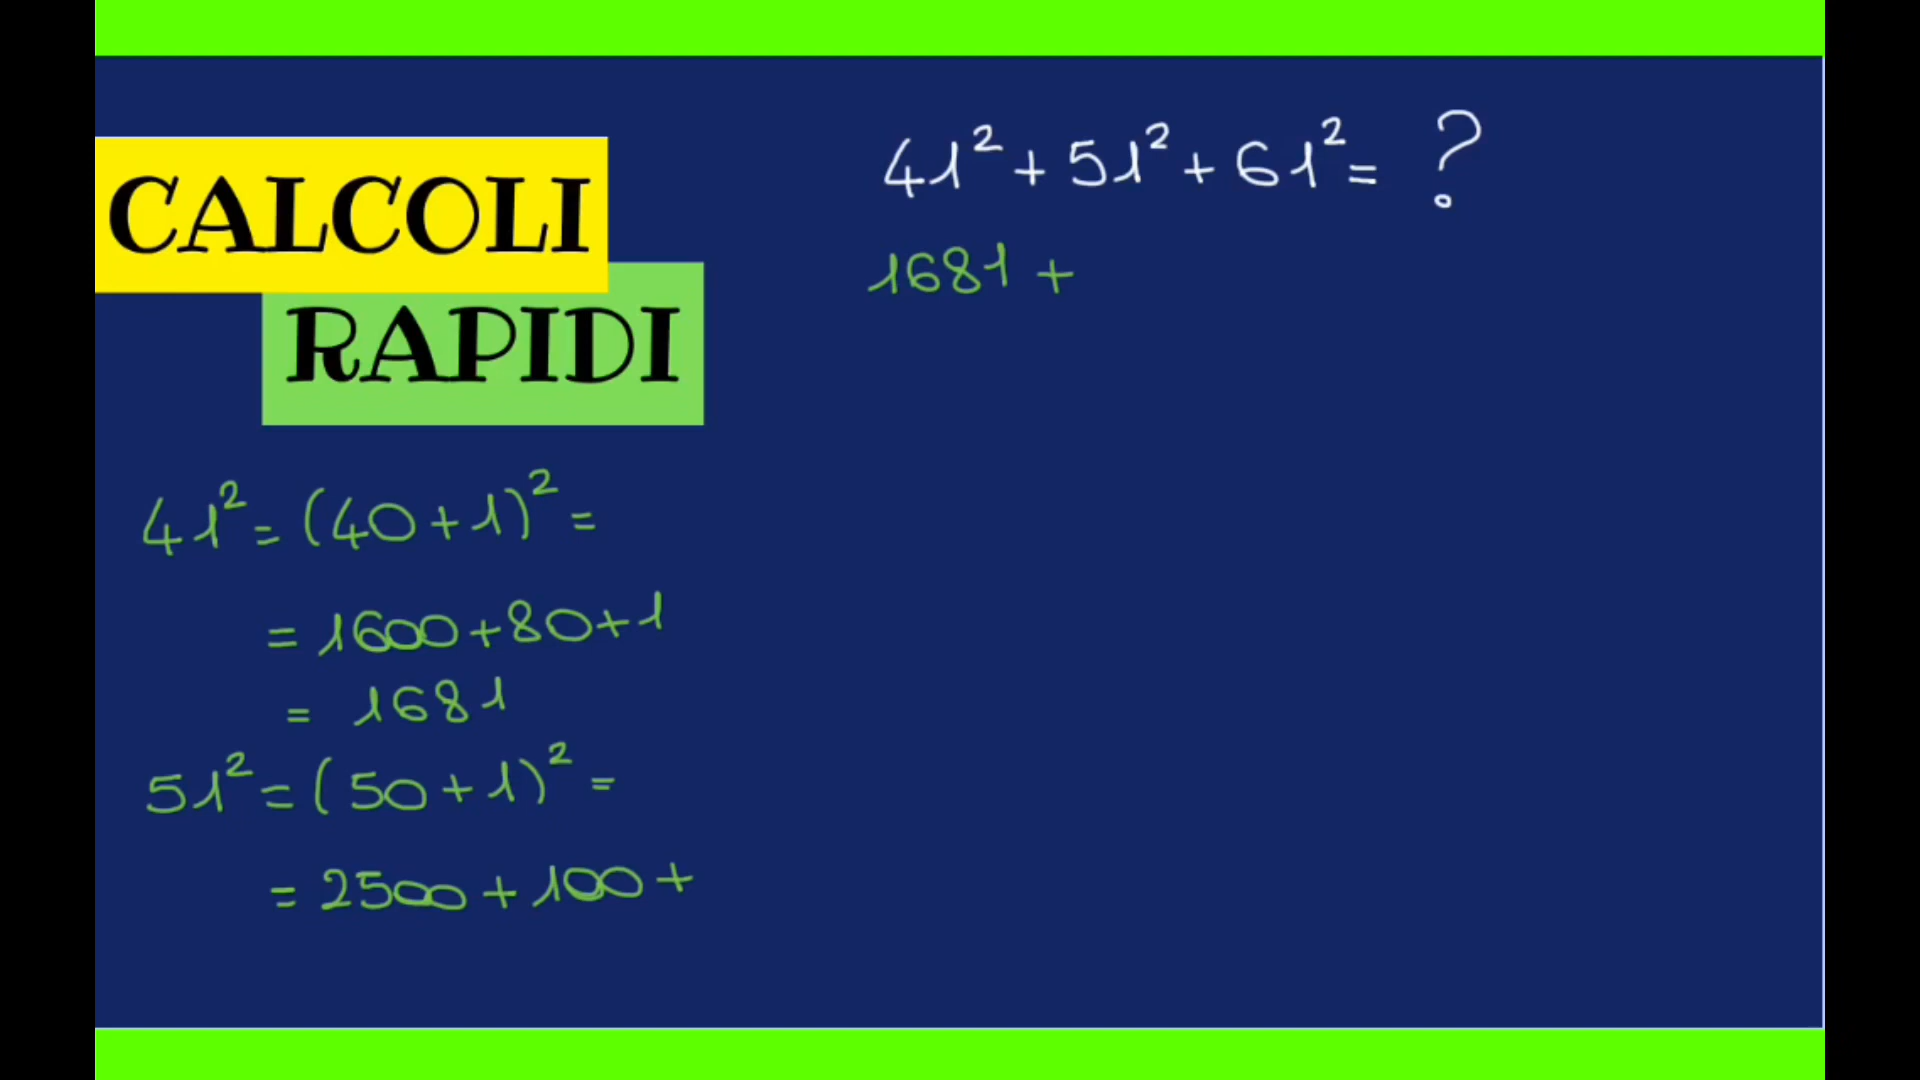 CALCOLI
RAPIDI
41² + 51² + 61² = ?
1681 +
41² = (40 + 1)² =
= 1600 + 80 + 1
= 1681
51² = (50 + 1)² =
= 2500 + 100 +